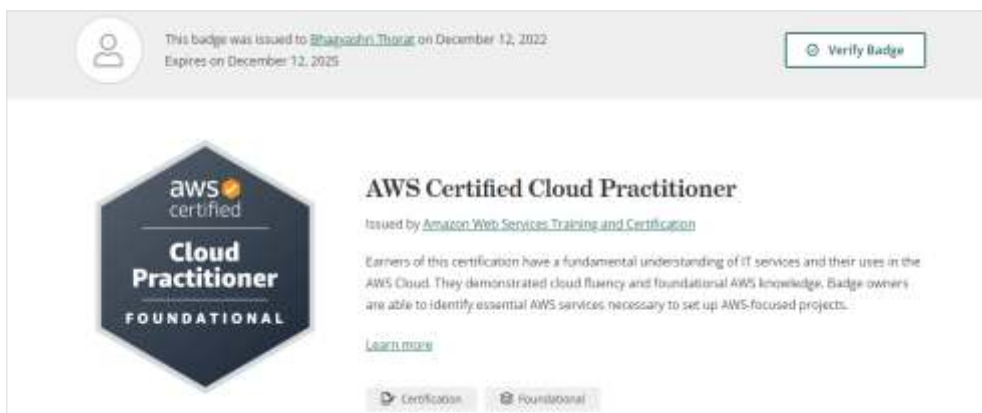 This badge was issued to Bhagyashri Thorat on December 12, 2022
Expires on December 12, 2025
Verify Badge
aws
certified
Cloud
Practitioner
FOUNDATIONAL
AWS Certified Cloud Practitioner
Issued by Amazon Web Services Training and Certification
Earners of this certification have a fundamental understanding of IT services and their uses in the
AWS Cloud. They demonstrated cloud fluency and foundational AWS knowledge. Badge owners
are able to identify essential AWS services necessary to set up AWS-focused projects.
Learn more
Certification
Foundational